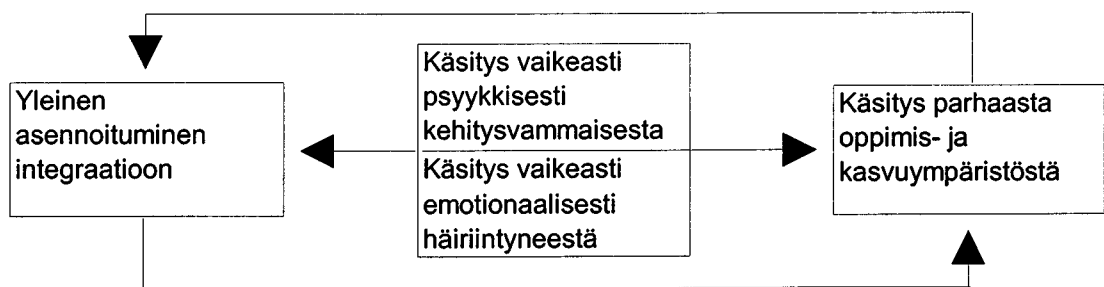 Yleinen
asennoituminen
integraatioon
Käsitys vaikeasti
psyykkisesti
kehitysvammaisesta
Käsitys vaikeasti
emotionaalisesti
häiriintyneestä
Käsitys parhaasta
oppimis- ja
kasvuympäristöstä